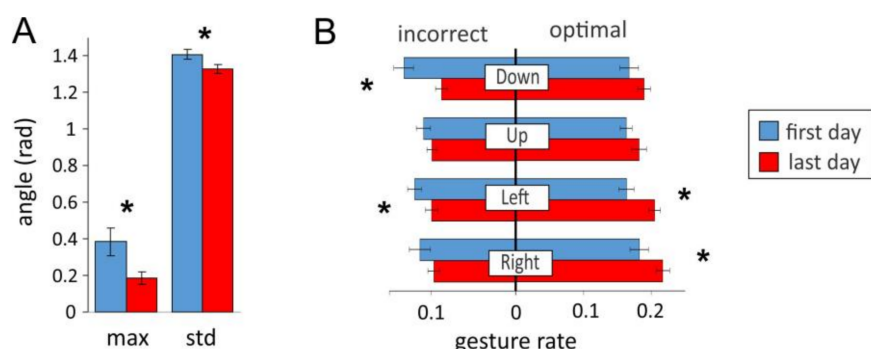 A
angle (rad)
1.4
1.2
1
0.8
0.6
0.4
0.2
0
*
*
max
std
B
incorrect
optimal
Down
Up
Left
Right
*
*
*
*
0.1
0
0.1
0.2
gesture rate
first day
last day